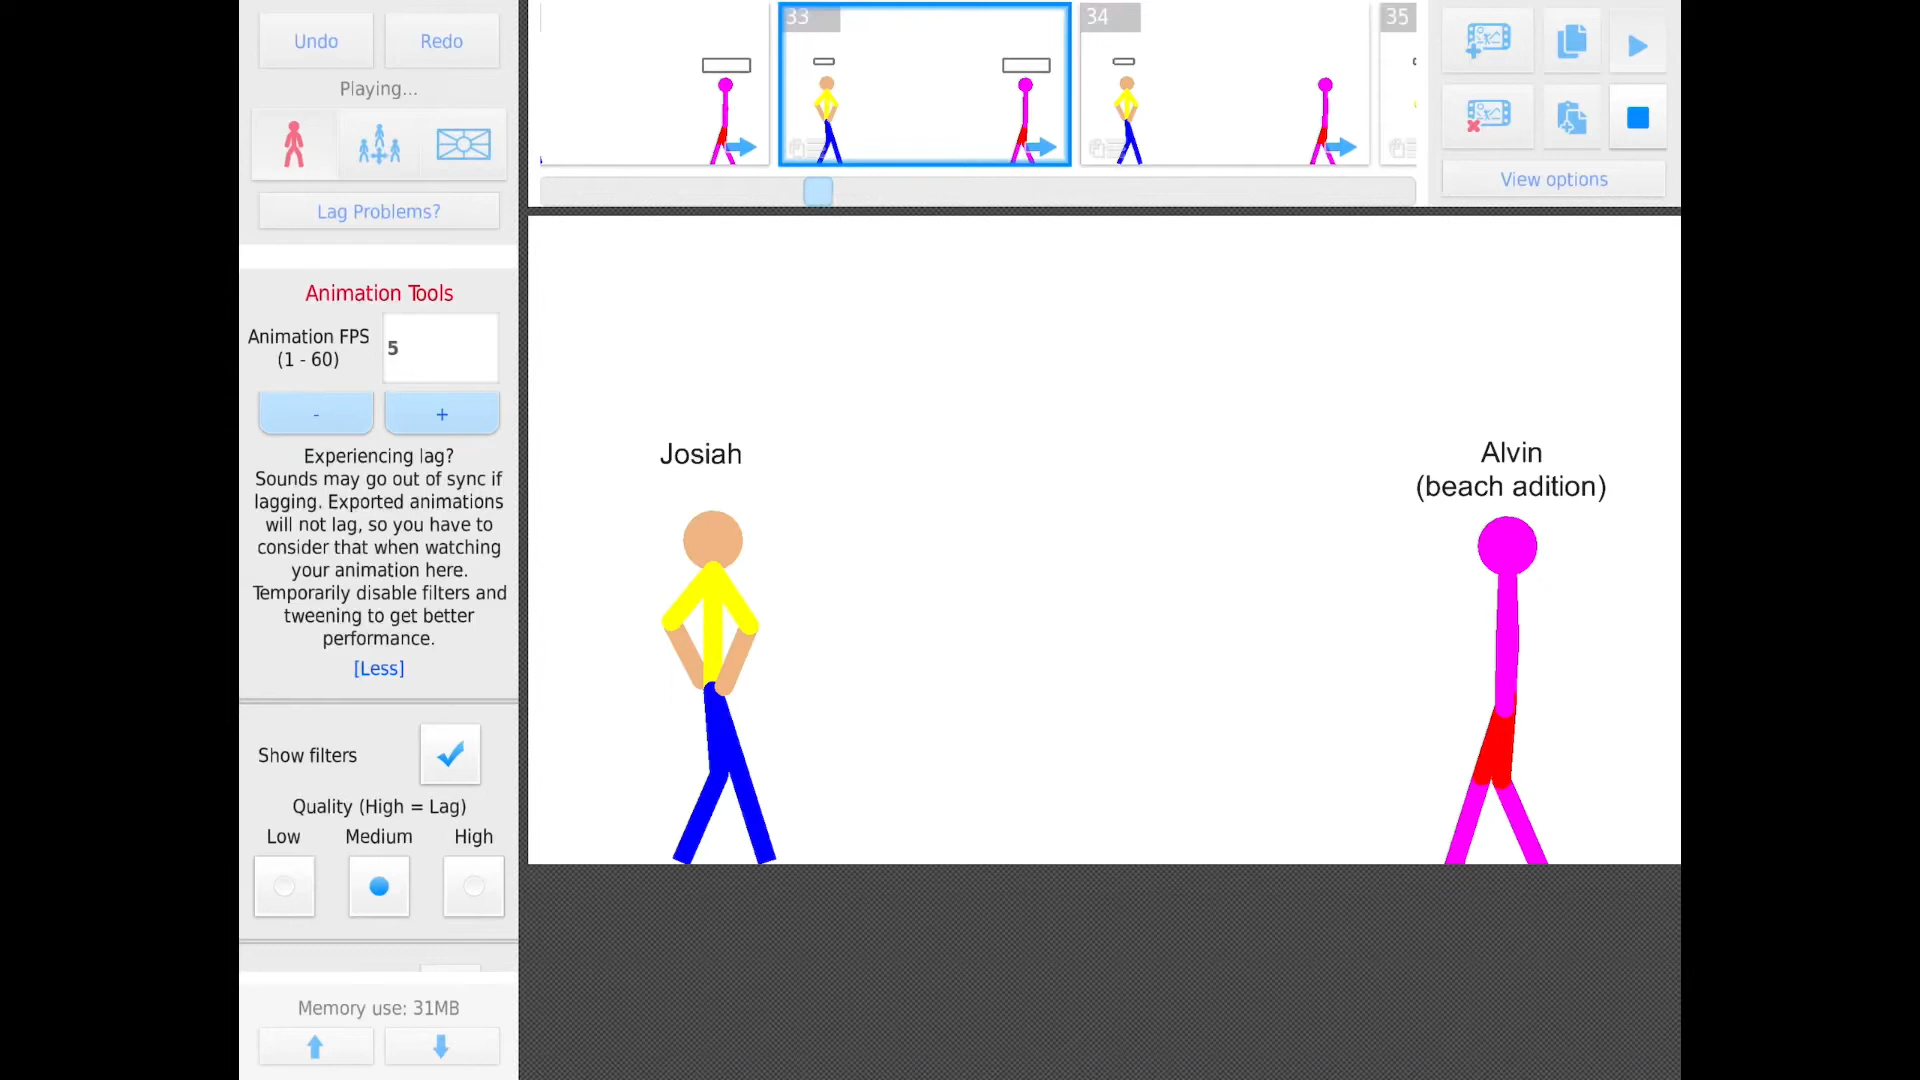 Undo
Redo
Playing...
Lag Problems?
33
34
35
View options
Animation Tools
Animation FPS
(1 - 60)
5
-
+
Experiencing lag?
Sounds may go out of sync if
lagging. Exported animations
will not lag, so you have to
consider that when watching
your animation here.
Temporarily disable filters and
tweening to get better
performance.
[Less]
Show filters
Quality (High = Lag)
Low
Medium
High
Memory use: 31MB
Josiah
Alvin
(beach adition)